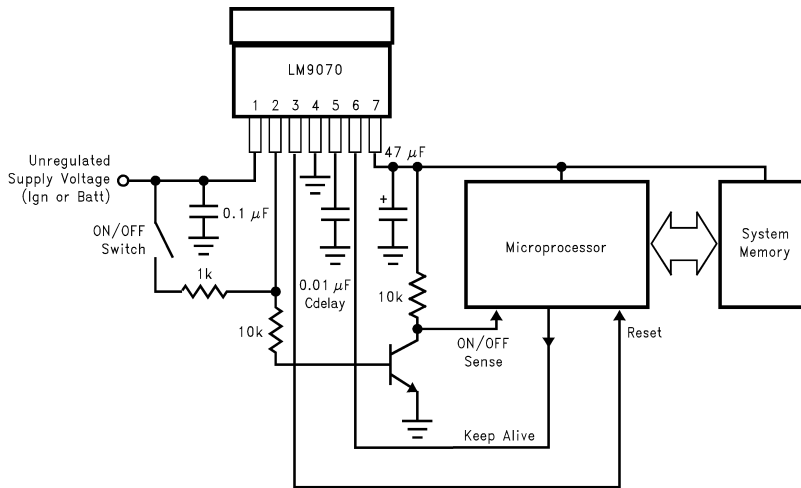 LM9070
1 2 3 4 5 6 7
47 μF
Unregulated
Supply Voltage
(Ign or Batt)
0.1 μF
+
ON/OFF
Switch
Microprocessor
System
Memory
1k
0.01 μF
Cdelay
10k
10k
ON/OFF
Sense
Reset
Keep Alive